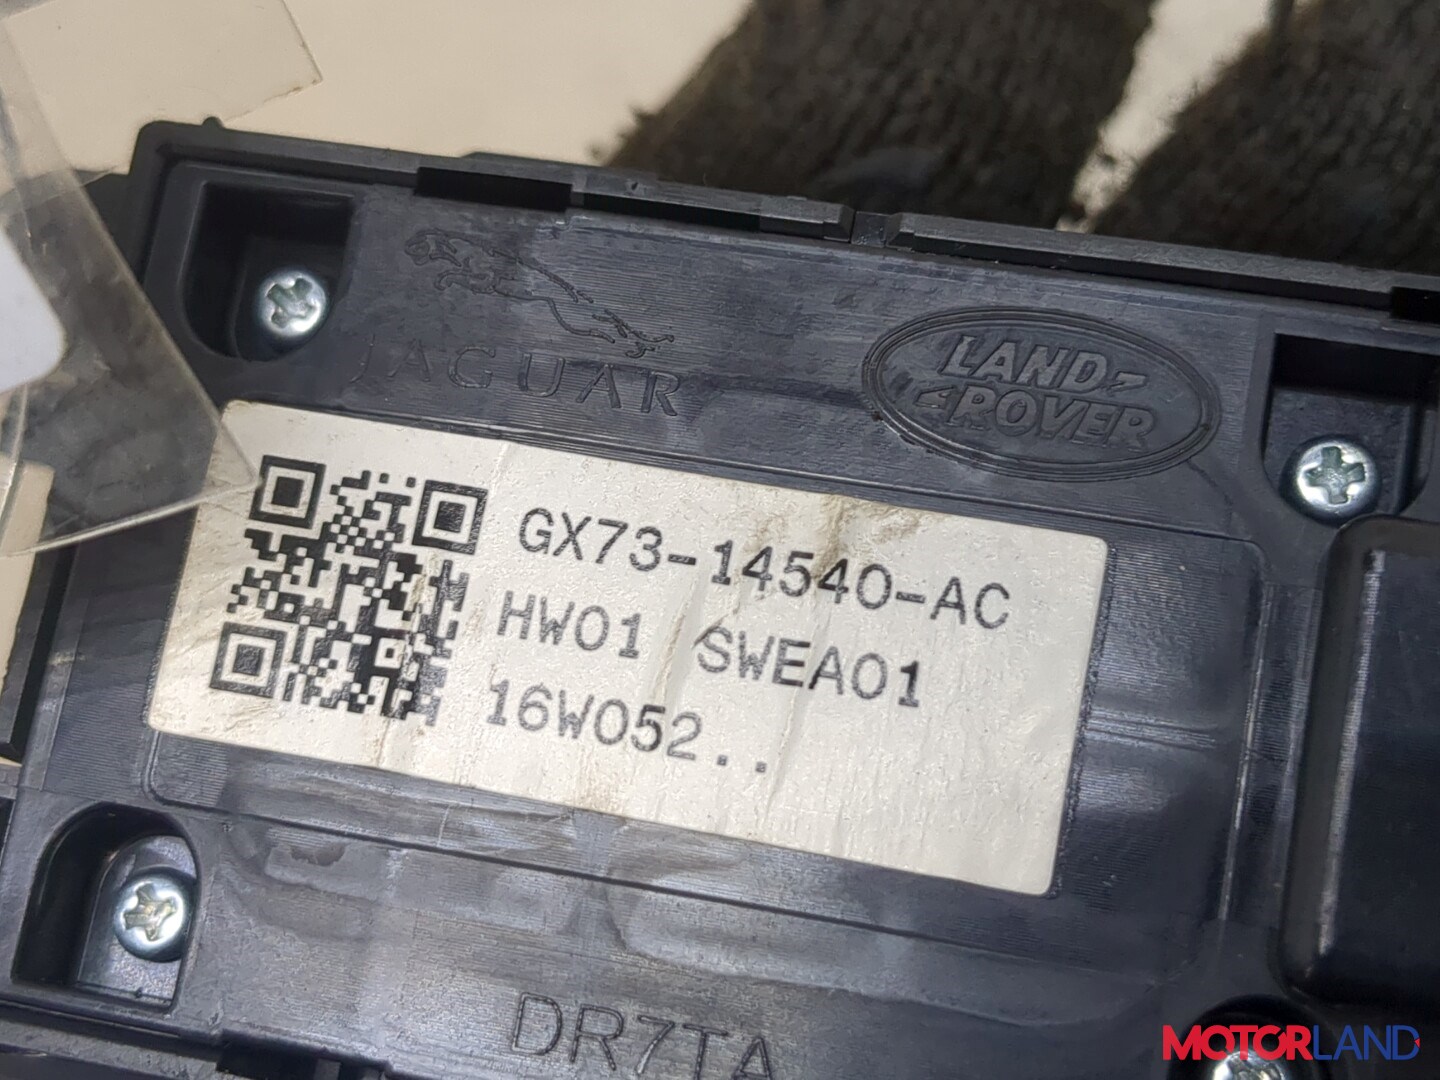 JAGUAR
LAND
ROVER
GX73-14540-AC
HW01 SWEA01
16W052..
DR7TA
MOTORLAND